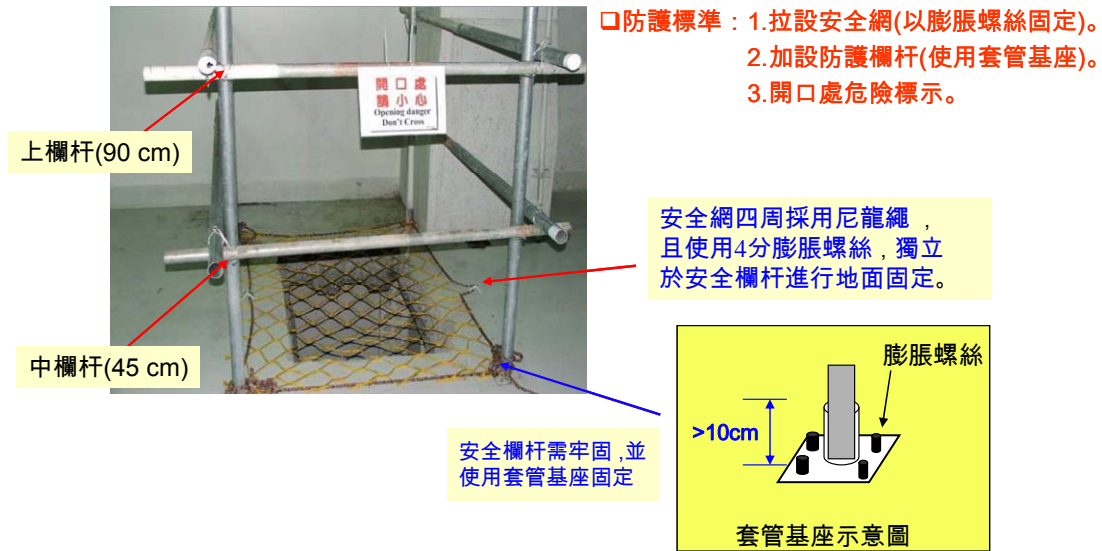 □防護標準：1.拉設安全網(以膨脹螺絲固定)。
2.加設防護欄杆(使用套管基座)。
3.開口處危險標示。
開口處
請小心
Opening danger
Don't Cross
上欄杆(90 cm)
安全網四周採用尼龍繩，
且使用4分膨脹螺絲，獨立
於安全欄杆進行地面固定。
中欄杆(45 cm)
安全欄杆需牢固,並
使用套管基座固定
膨脹螺絲
>10cm
套管基座示意圖